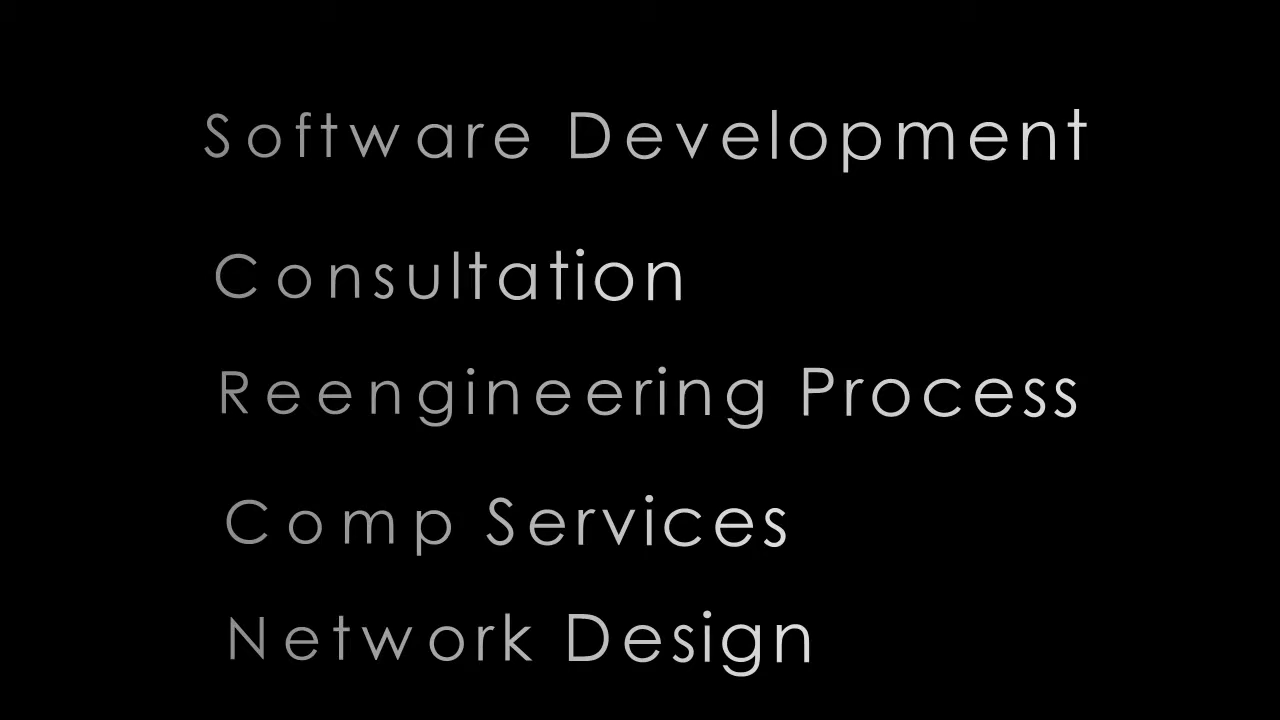 Software Development
Consultation
Reengineering Process
Comp Services
Network Design